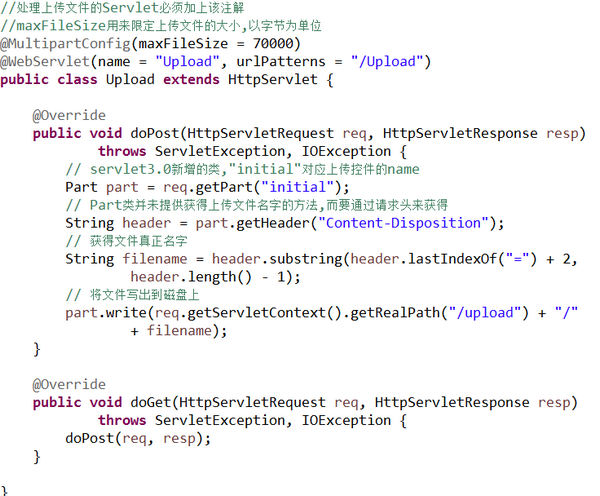 //处理上传文件的Servlet必须加上该注解
//maxFileSize用来限定上传文件的大小,以字节为单位
@MultipartConfig(maxFileSize = 70000)
@WebServlet(name = "Upload", urlPatterns = "/Upload")
public class Upload extends HttpServlet {
@Override
public void doPost(HttpServletRequest req, HttpServletResponse resp)
throws ServletException, IOException {
// servlet3.0新增的类,"initial"对应上传控件的name
Part part = req.getPart("initial");
// Part类并未提供获得上传文件名字的方法,而要通过请求头来获得
String header = part.getHeader("Content-Disposition");
// 获得文件真正名字
String filename = header.substring(header.lastIndexOf("=") + 2,
header.length() - 1);
// 将文件写出到磁盘上
part.write(req.getServletContext().getRealPath("/upload") + "/"
+ filename);
}
@Override
public void doGet(HttpServletRequest req, HttpServletResponse resp)
throws ServletException, IOException {
doPost(req, resp);
}
}